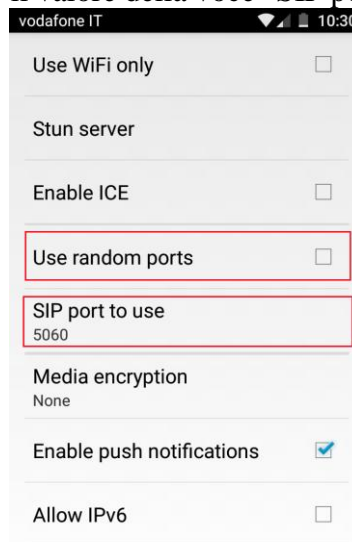 vodafone IT 10:30
Use WiFi only
Stun server
Enable ICE
Use random ports
SIP port to use
5060
Media encryption
None
Enable push notifications
Allow IPv6